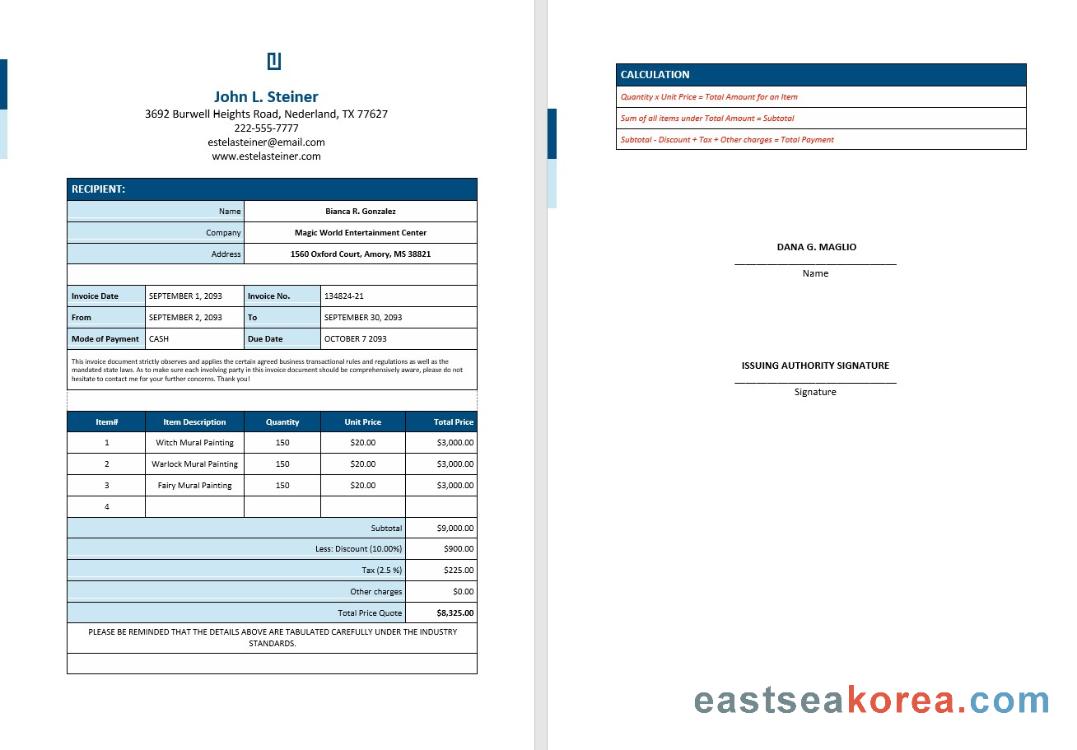 John L. Steiner
3692 Burwell Heights Road, Nederland, TX 77627
222-555-7777
estelasteiner@email.com
www.estelasteiner.com
RECIPIENT:
Name Bianca R. Gonzalez
Company Magic World Entertainment Center
Address 1560 Oxford Court, Amory, MS 38821
Invoice Date SEPTEMBER 1, 2093 Invoice No. 134824-21
From SEPTEMBER 2, 2093 To SEPTEMBER 30, 2093
Mode of Payment CASH Due Date OCTOBER 7 2093
This invoice document strictly observes and applies the certain agreed business transactional rules and regulations as well as the
mandated state laws. As to make sure each involving party in this invoice document should be comprehensively aware, please do not
hesitate to contact me for your further concerns. Thank you!
Item# Item Description Quantity Unit Price Total Price
1 Witch Mural Painting 150 $20.00 $3,000.00
2 Warlock Mural Painting 150 $20.00 $3,000.00
3 Fairy Mural Painting 150 $20.00 $3,000.00
4
Subtotal $9,000.00
Less: Discount (10.00%) $900.00
Tax (2.5 %) $225.00
Other charges $0.00
Total Price Quote $8,325.00
PLEASE BE REMINDED THAT THE DETAILS ABOVE ARE TABULATED CAREFULLY UNDER THE INDUSTRY
STANDARDS.
CALCULATION
Quantity x Unit Price = Total Amount for an Item
Sum of all items under Total Amount = Subtotal
Subtotal - Discount + Tax + Other charges = Total Payment
DANA G. MAGLIO
Name
ISSUING AUTHORITY SIGNATURE
Signature
eastseakorea.com